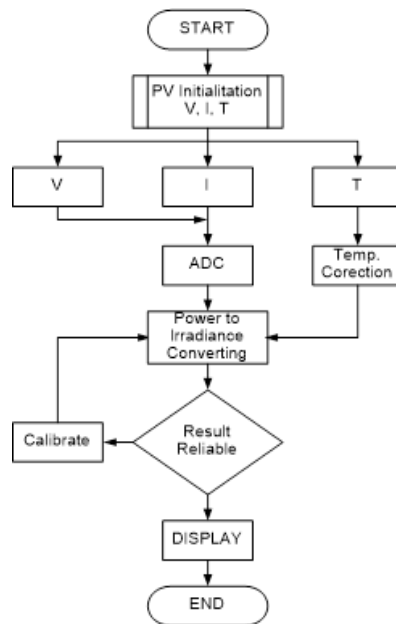 START
PV Initialitation
V, I, T
V
I
T
ADC
Temp.
Corection
Power to
Irradiance
Converting
Calibrate
Result
Reliable
DISPLAY
END